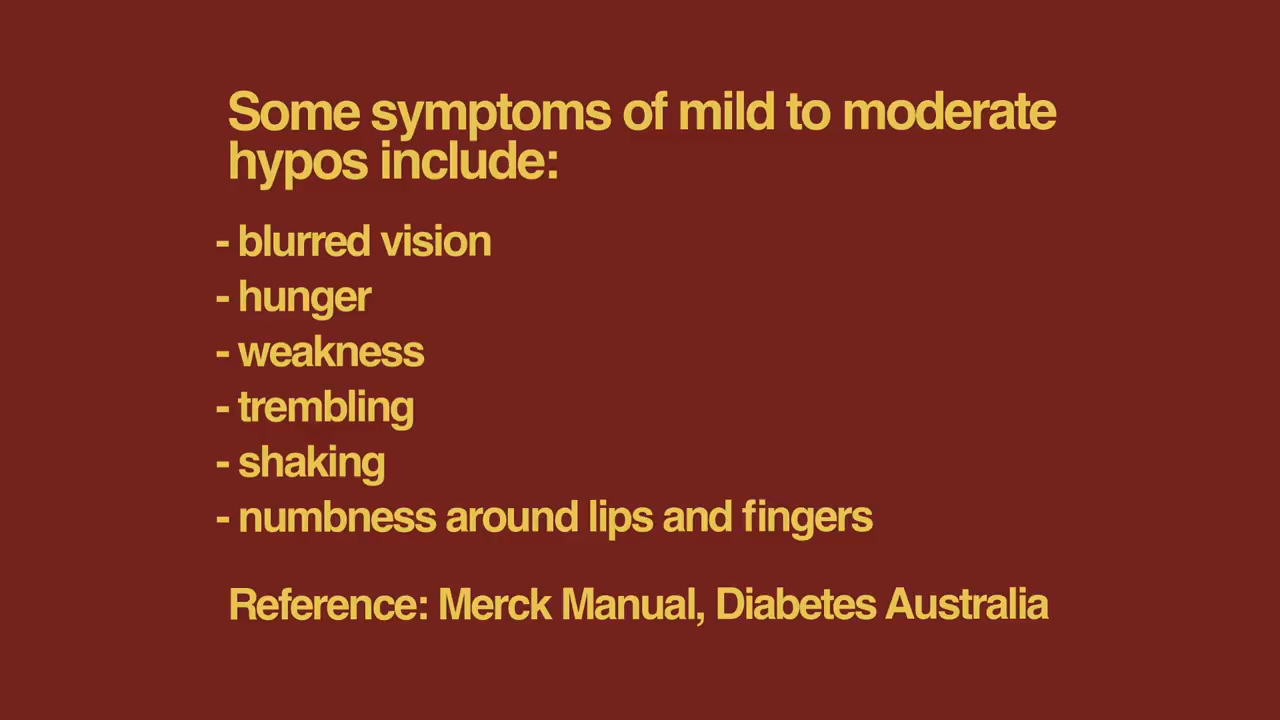 Some symptoms of mild to moderate
hypos include:
- blurred vision
- hunger
- weakness
- trembling
- shaking
- numbness around lips and fingers
Reference: Merck Manual, Diabetes Australia